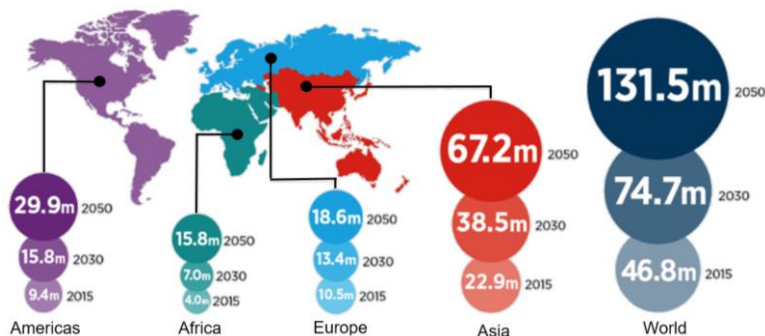 131.5m 2050
67.2m 2050
29.9m 2050
18.6m 2050
15.8m 2050
74.7m 2030
38.5m 2030
15.8m 2030
13.4m 2030
7.0m 2030
46.8m 2015
22.9m 2015
9.4m 2015
10.5m 2015
4.0m 2015
Americas Africa Europe Asia World